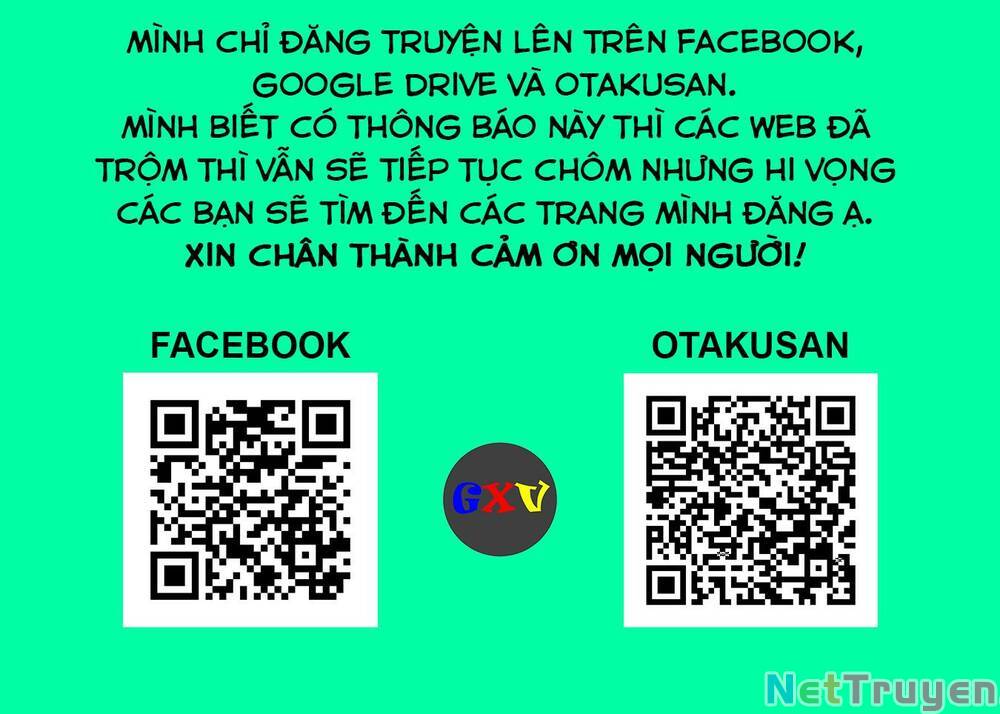 MÌNH CHỈ ĐĂNG TRUYỆN LÊN TRÊN FACEBOOK,
GOOGLE DRIVE VÀ OTAKUSAN.
MÌNH BIẾT CÓ THÔNG BÁO NÀY THÌ CÁC WEB ĐÃ
TRỘM THÌ VẪN SẼ TIẾP TỤC CHÔM NHƯNG HI VỌNG
CÁC BẠN SẼ TÌM ĐẾN CÁC TRANG MÌNH ĐĂNG Ạ.
XIN CHÂN THÀNH CẢM ƠN MỌI NGƯỜI!
FACEBOOK
OTAKUSAN
GXV
NetTruyen